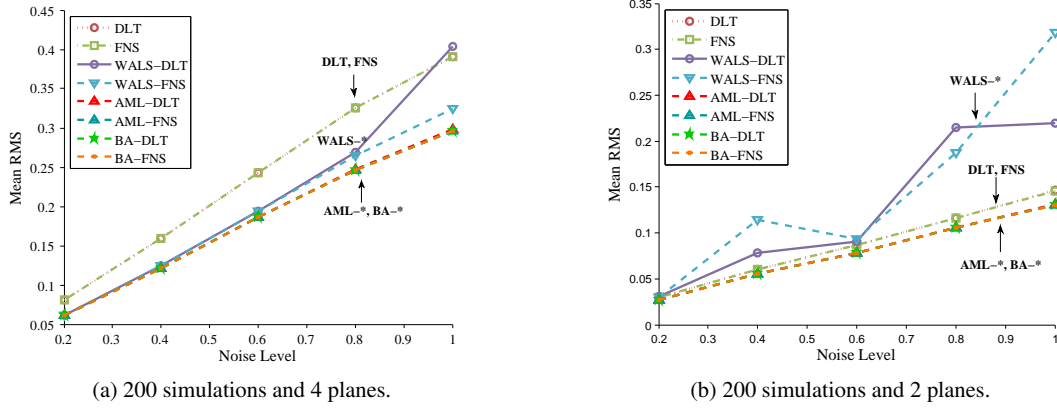 DLT
FNS
WALS–DLT
WALS–FNS
AML–DLT
AML–FNS
BA–DLT
BA–FNS
DLT, FNS
WALS–*
AML–*, BA–*
Mean RMS
0.45
0.4
0.35
0.3
0.25
0.2
0.15
0.1
0.05
0.2 0.3 0.4 0.5 0.6 0.7 0.8 0.9 1
Noise Level
(a) 200 simulations and 4 planes.
DLT
FNS
WALS–DLT
WALS–FNS
AML–DLT
AML–FNS
BA–DLT
BA–FNS
WALS–*
DLT, FNS
AML–*, BA–*
Mean RMS
0.35
0.3
0.25
0.2
0.15
0.1
0.05
0
0.2 0.3 0.4 0.5 0.6 0.7 0.8 0.9 1
Noise Level
(b) 200 simulations and 2 planes.